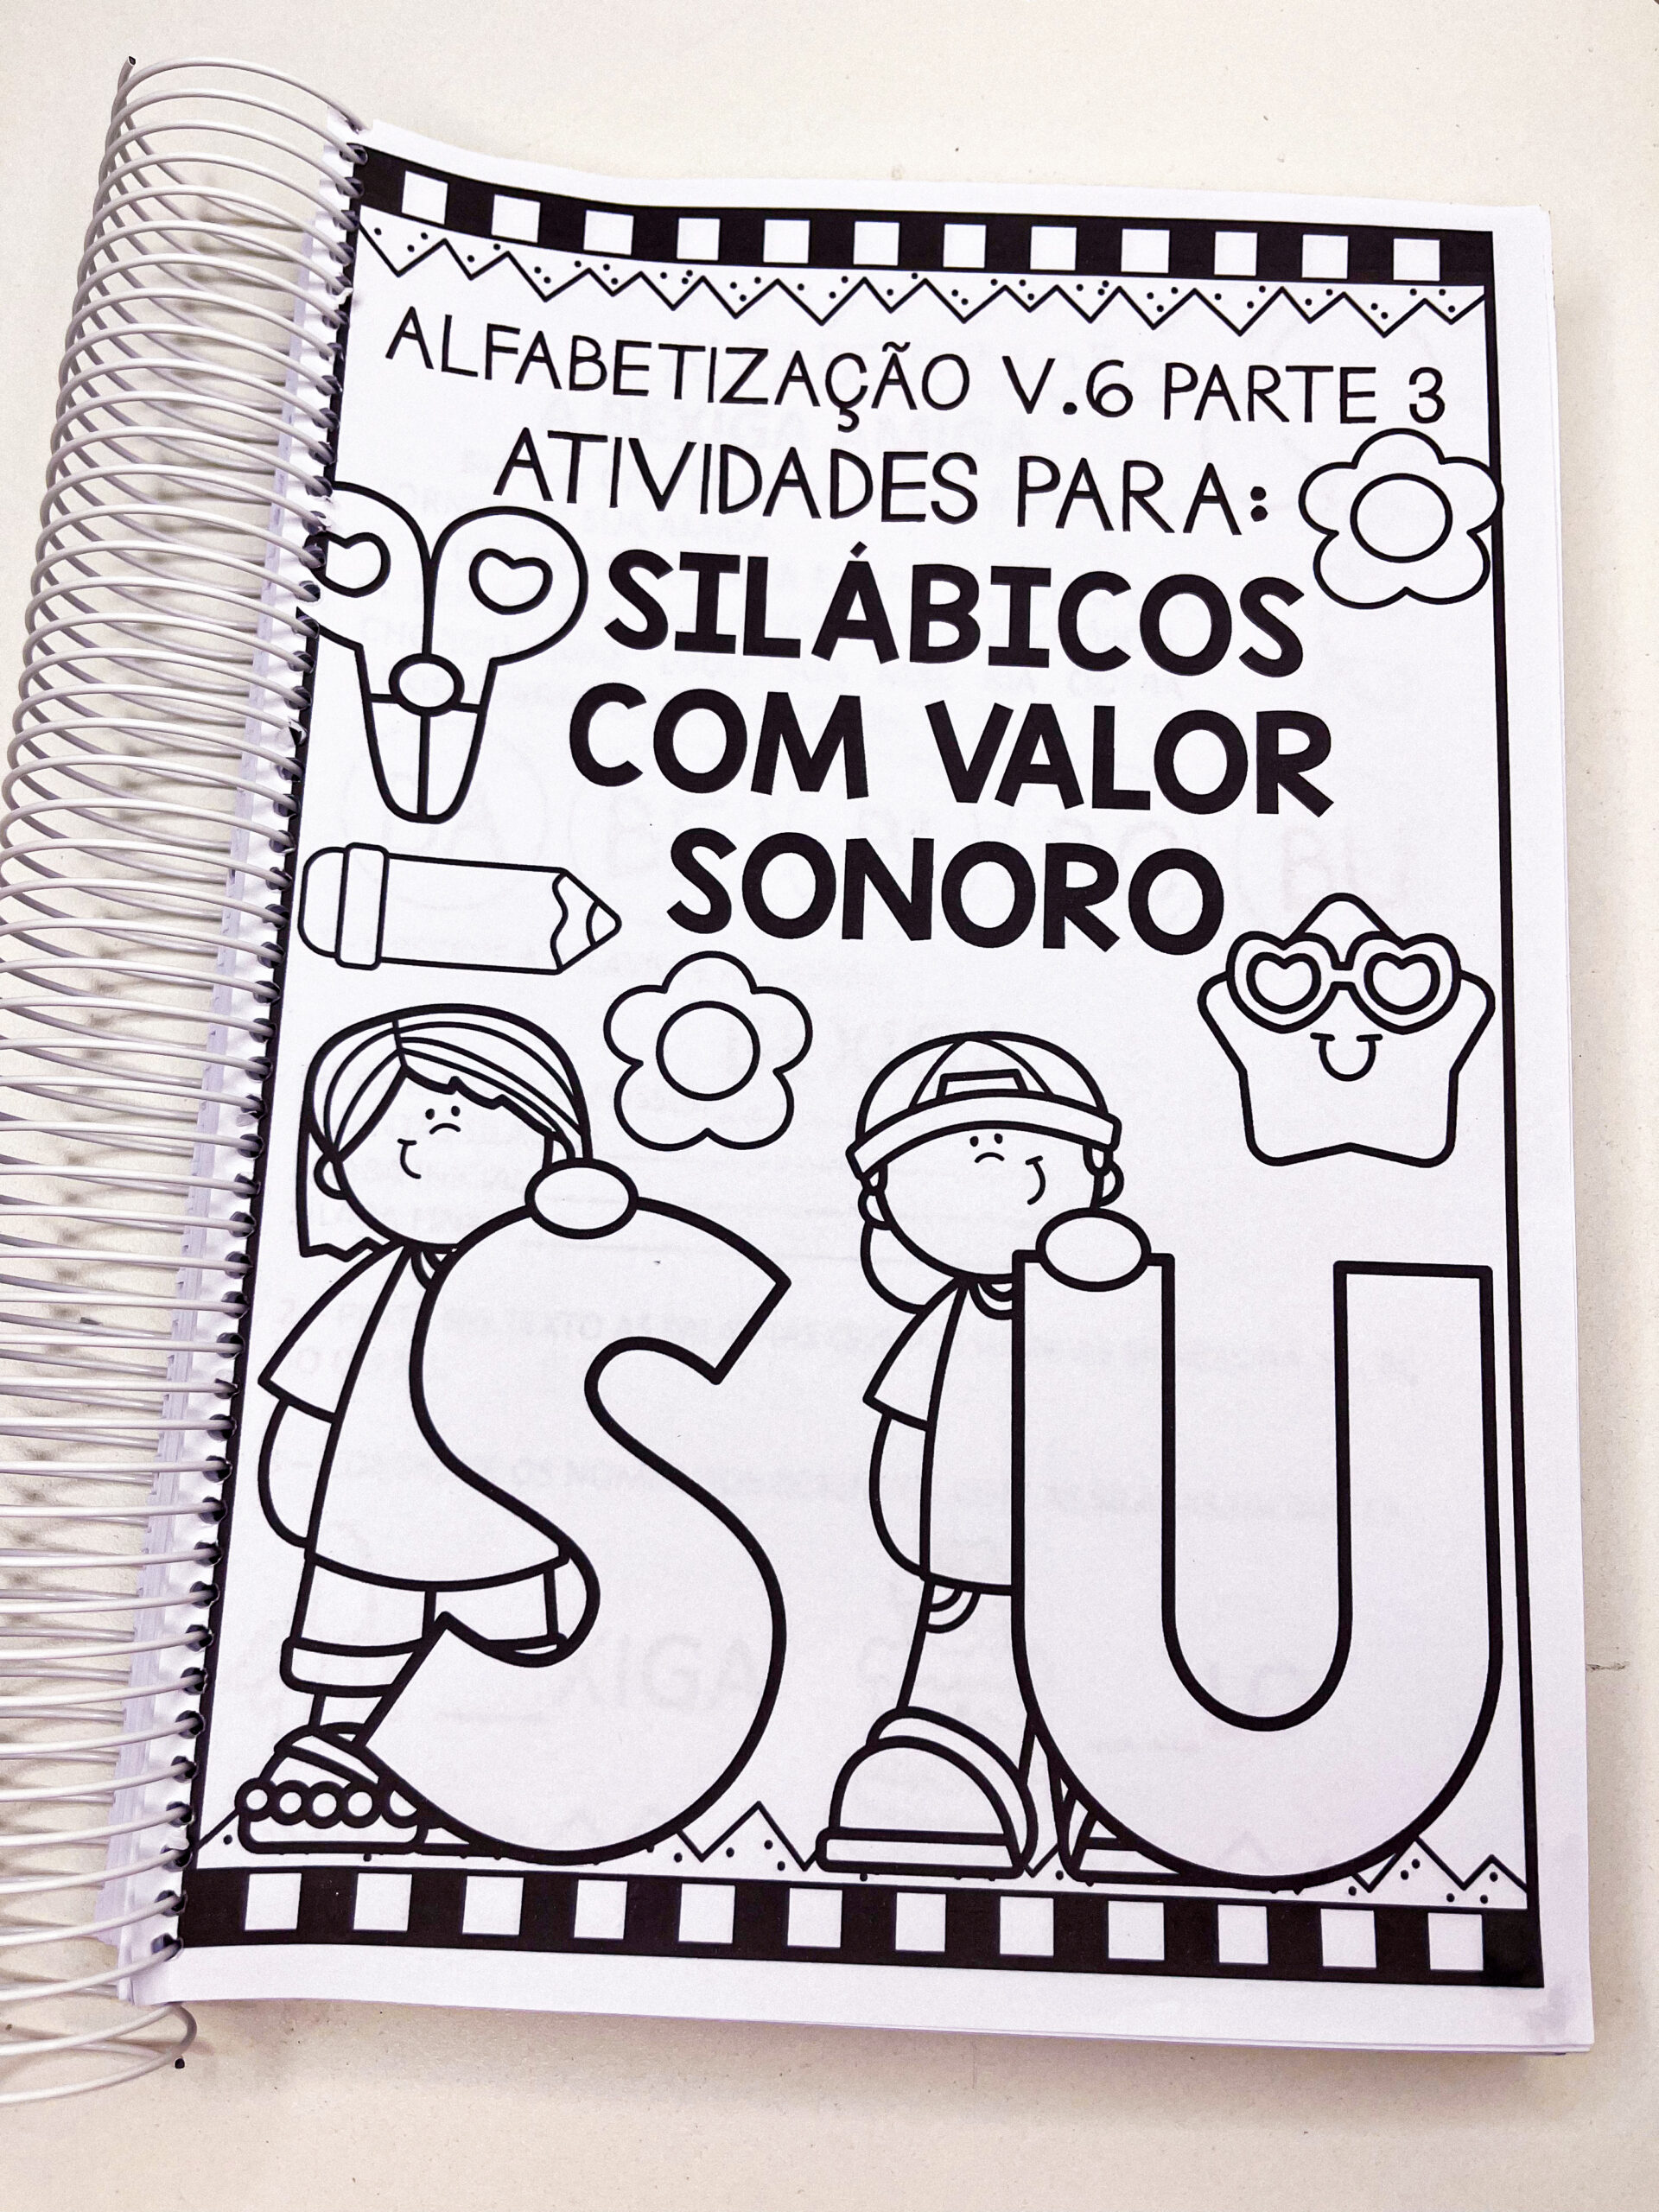 ALFABETIZAÇÃO V.6 PARTE 3
ATIVIDADES PARA:
SILÁBICOS
COM VALOR
SONORO
SU